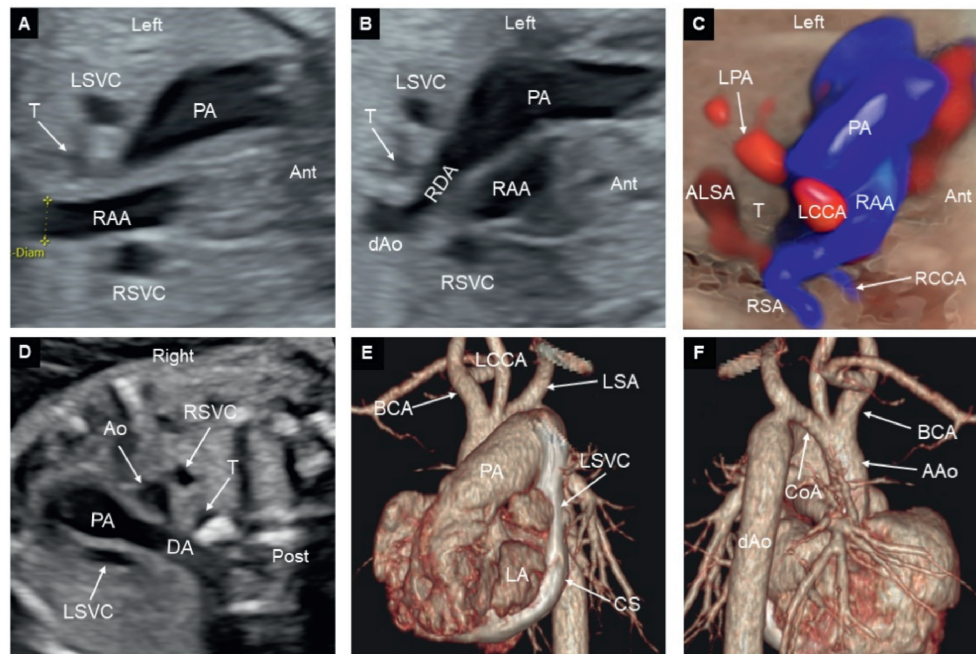 A
Left
LSVC
T
PA
Ant
RAA
-Diam
RSVC
B
Left
LSVC
T
PA
RDA
RAA
Ant
dAo
RSVC
C
Left
LPA
PA
ALSA
T
LCCA
RAA
Ant
RCCA
RSA
D
Right
RSVC
Ao
T
PA
DA
Post
LSVC
E
LCCA
LSA
BCA
PA
LSVC
LA
CS
F
BCA
AAo
CoA
dAo